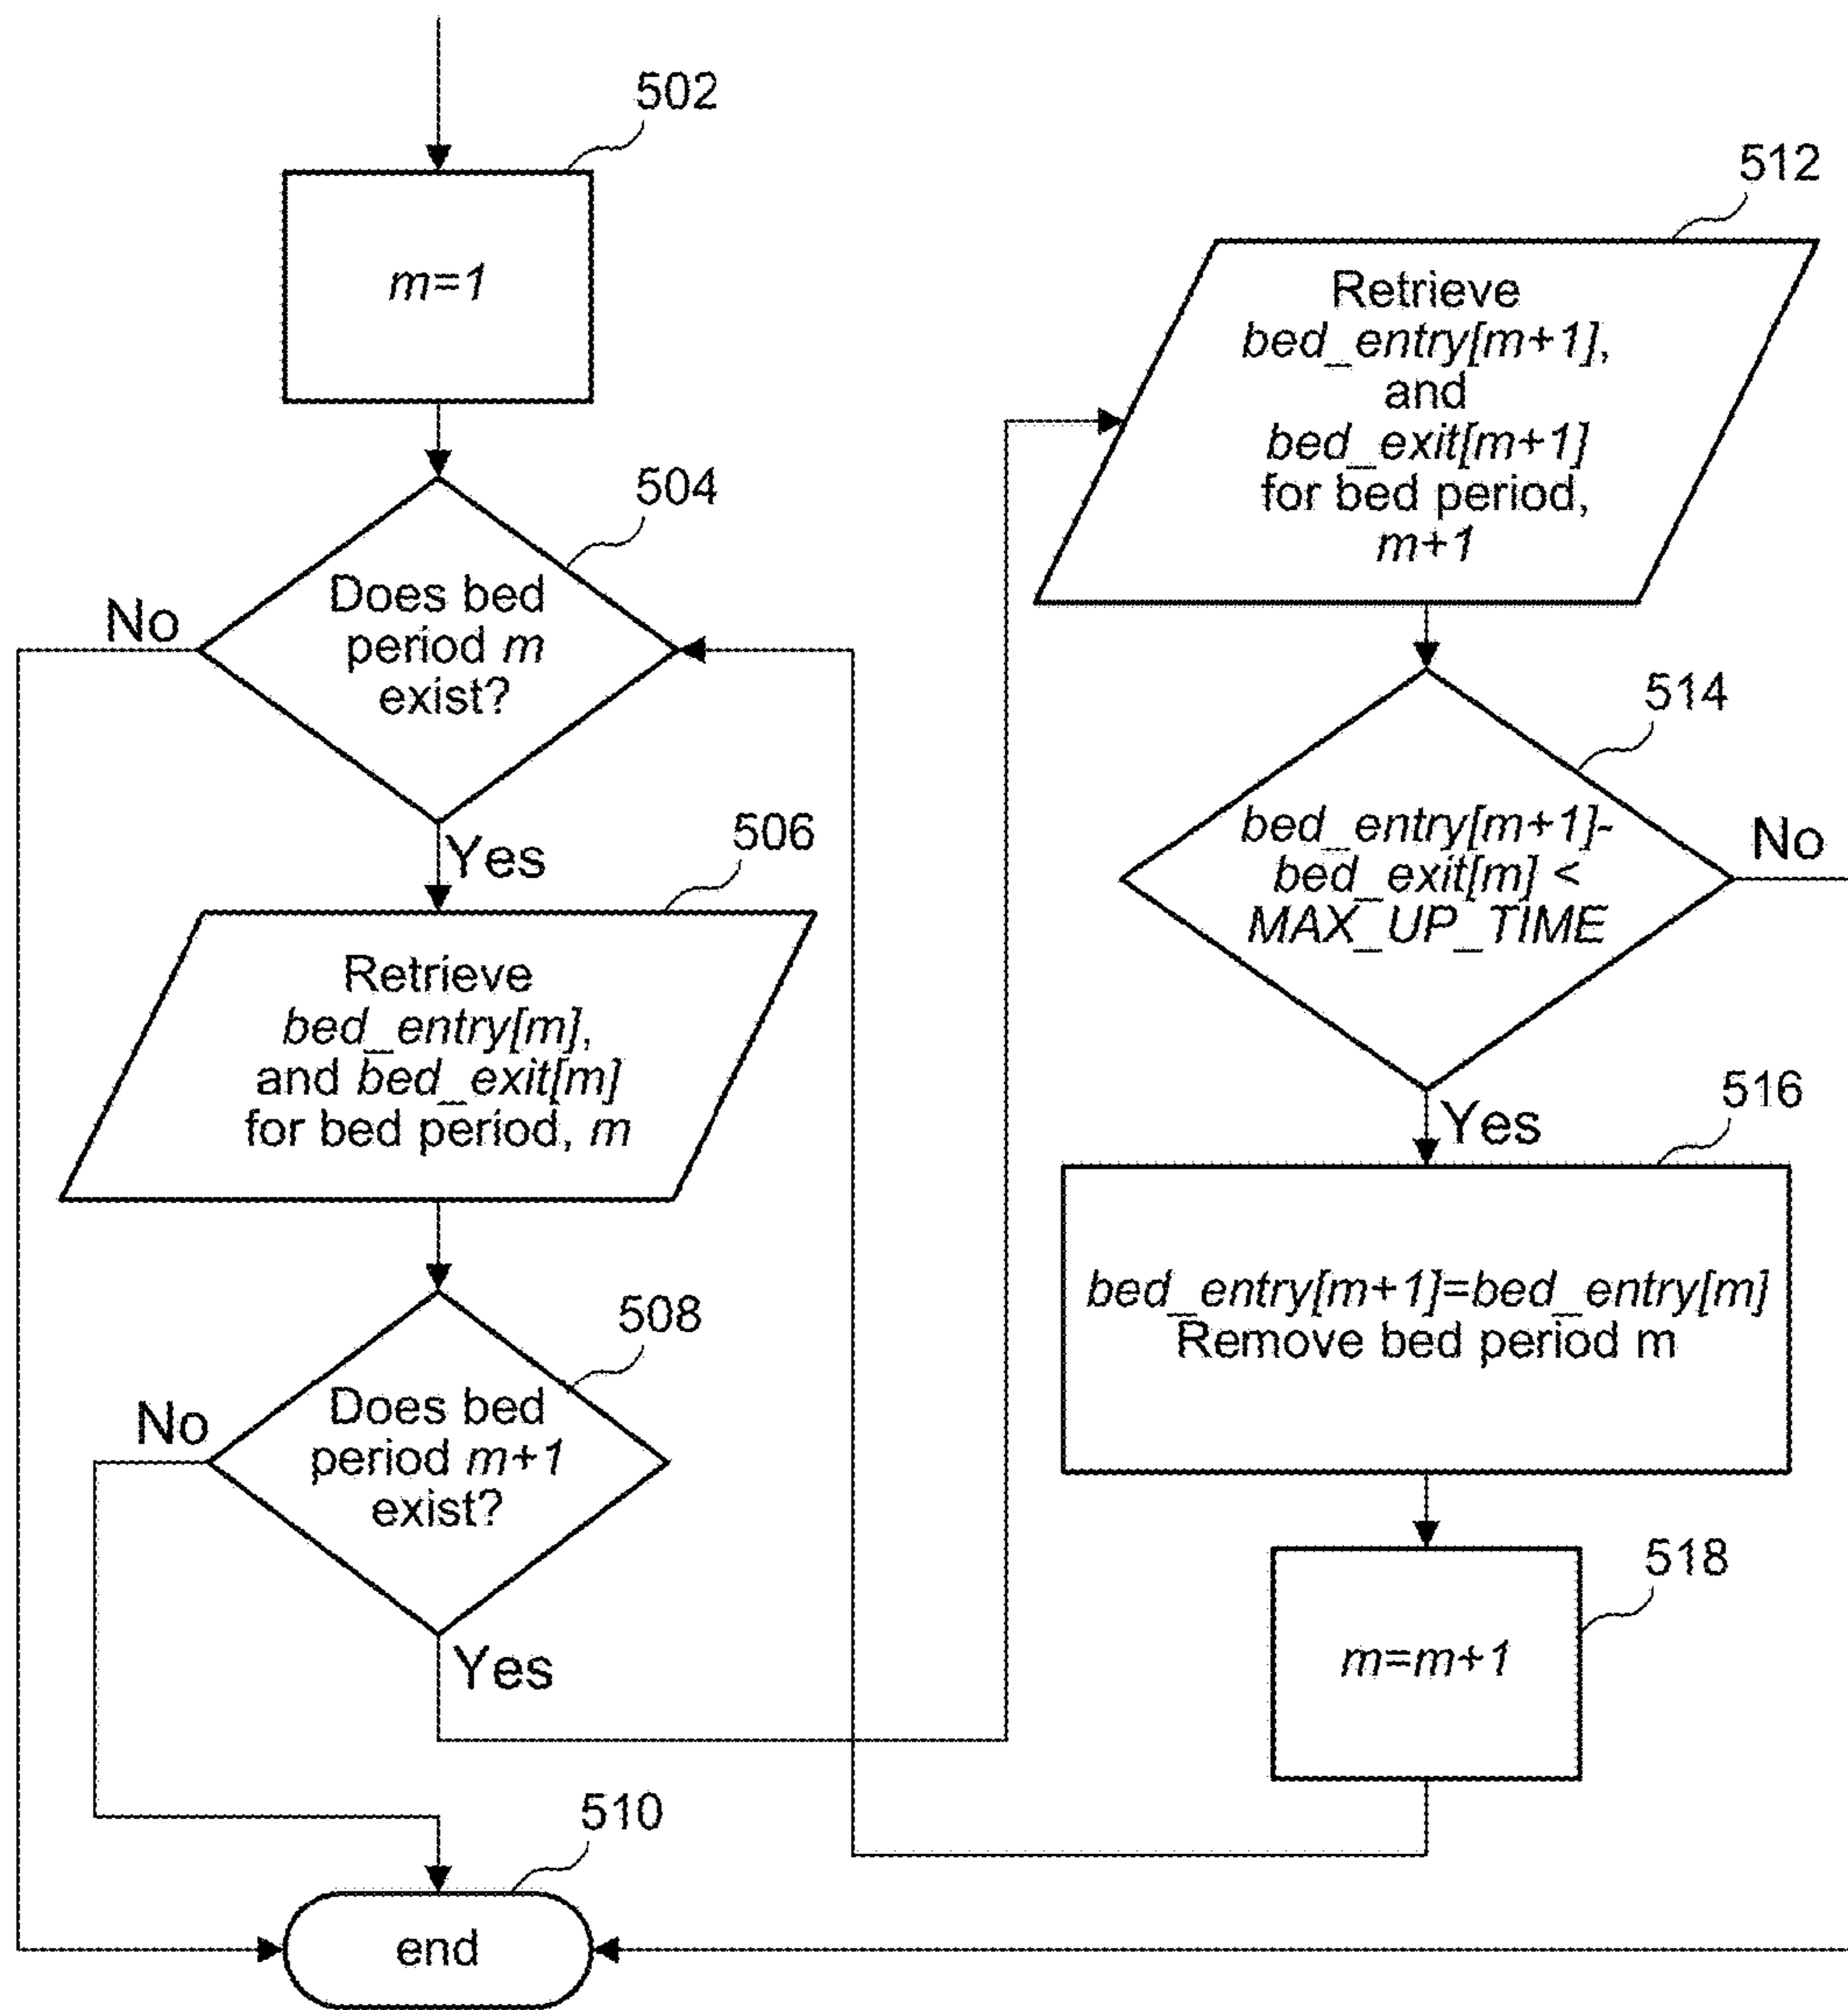 502
m=1
504
Does bed
period m
exist?
No
Yes
506
Retrieve
bed_entry[m],
and bed_exit[m]
for bed period, m
508
Does bed
period m+1
exist?
No
Yes
510
end
512
Retrieve
bed_entry[m+1],
and
bed_exit[m+1]
for bed period,
m+1
514
bed_entry[m+1]-
bed_exit[m] <
MAX_UP_TIME
No
Yes
516
bed_entry[m+1]=bed_entry[m]
Remove bed period m
518
m=m+1